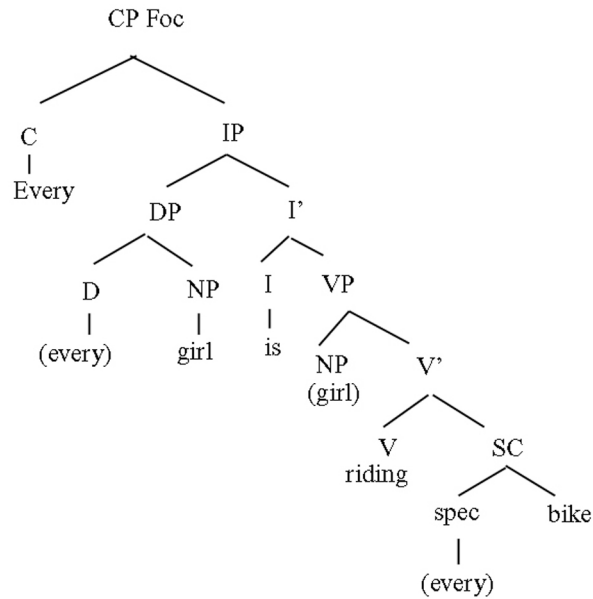 CP Foc
C IP
Every
DP I’
D NP I VP
(every) girl is
NP V’
(girl)
V SC
riding
spec bike
(every)